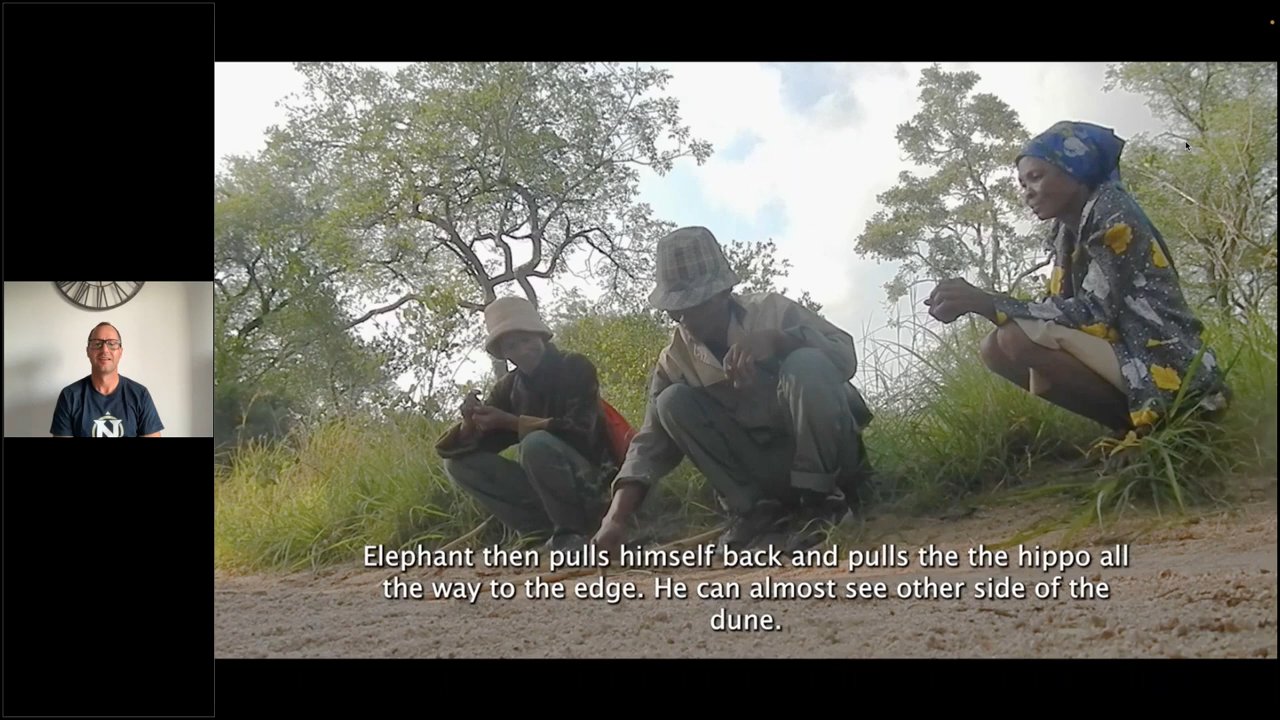 N
Elephant then pulls himself back and pulls the the hippo all
the way to the edge. He can almost see other side of the
dune.